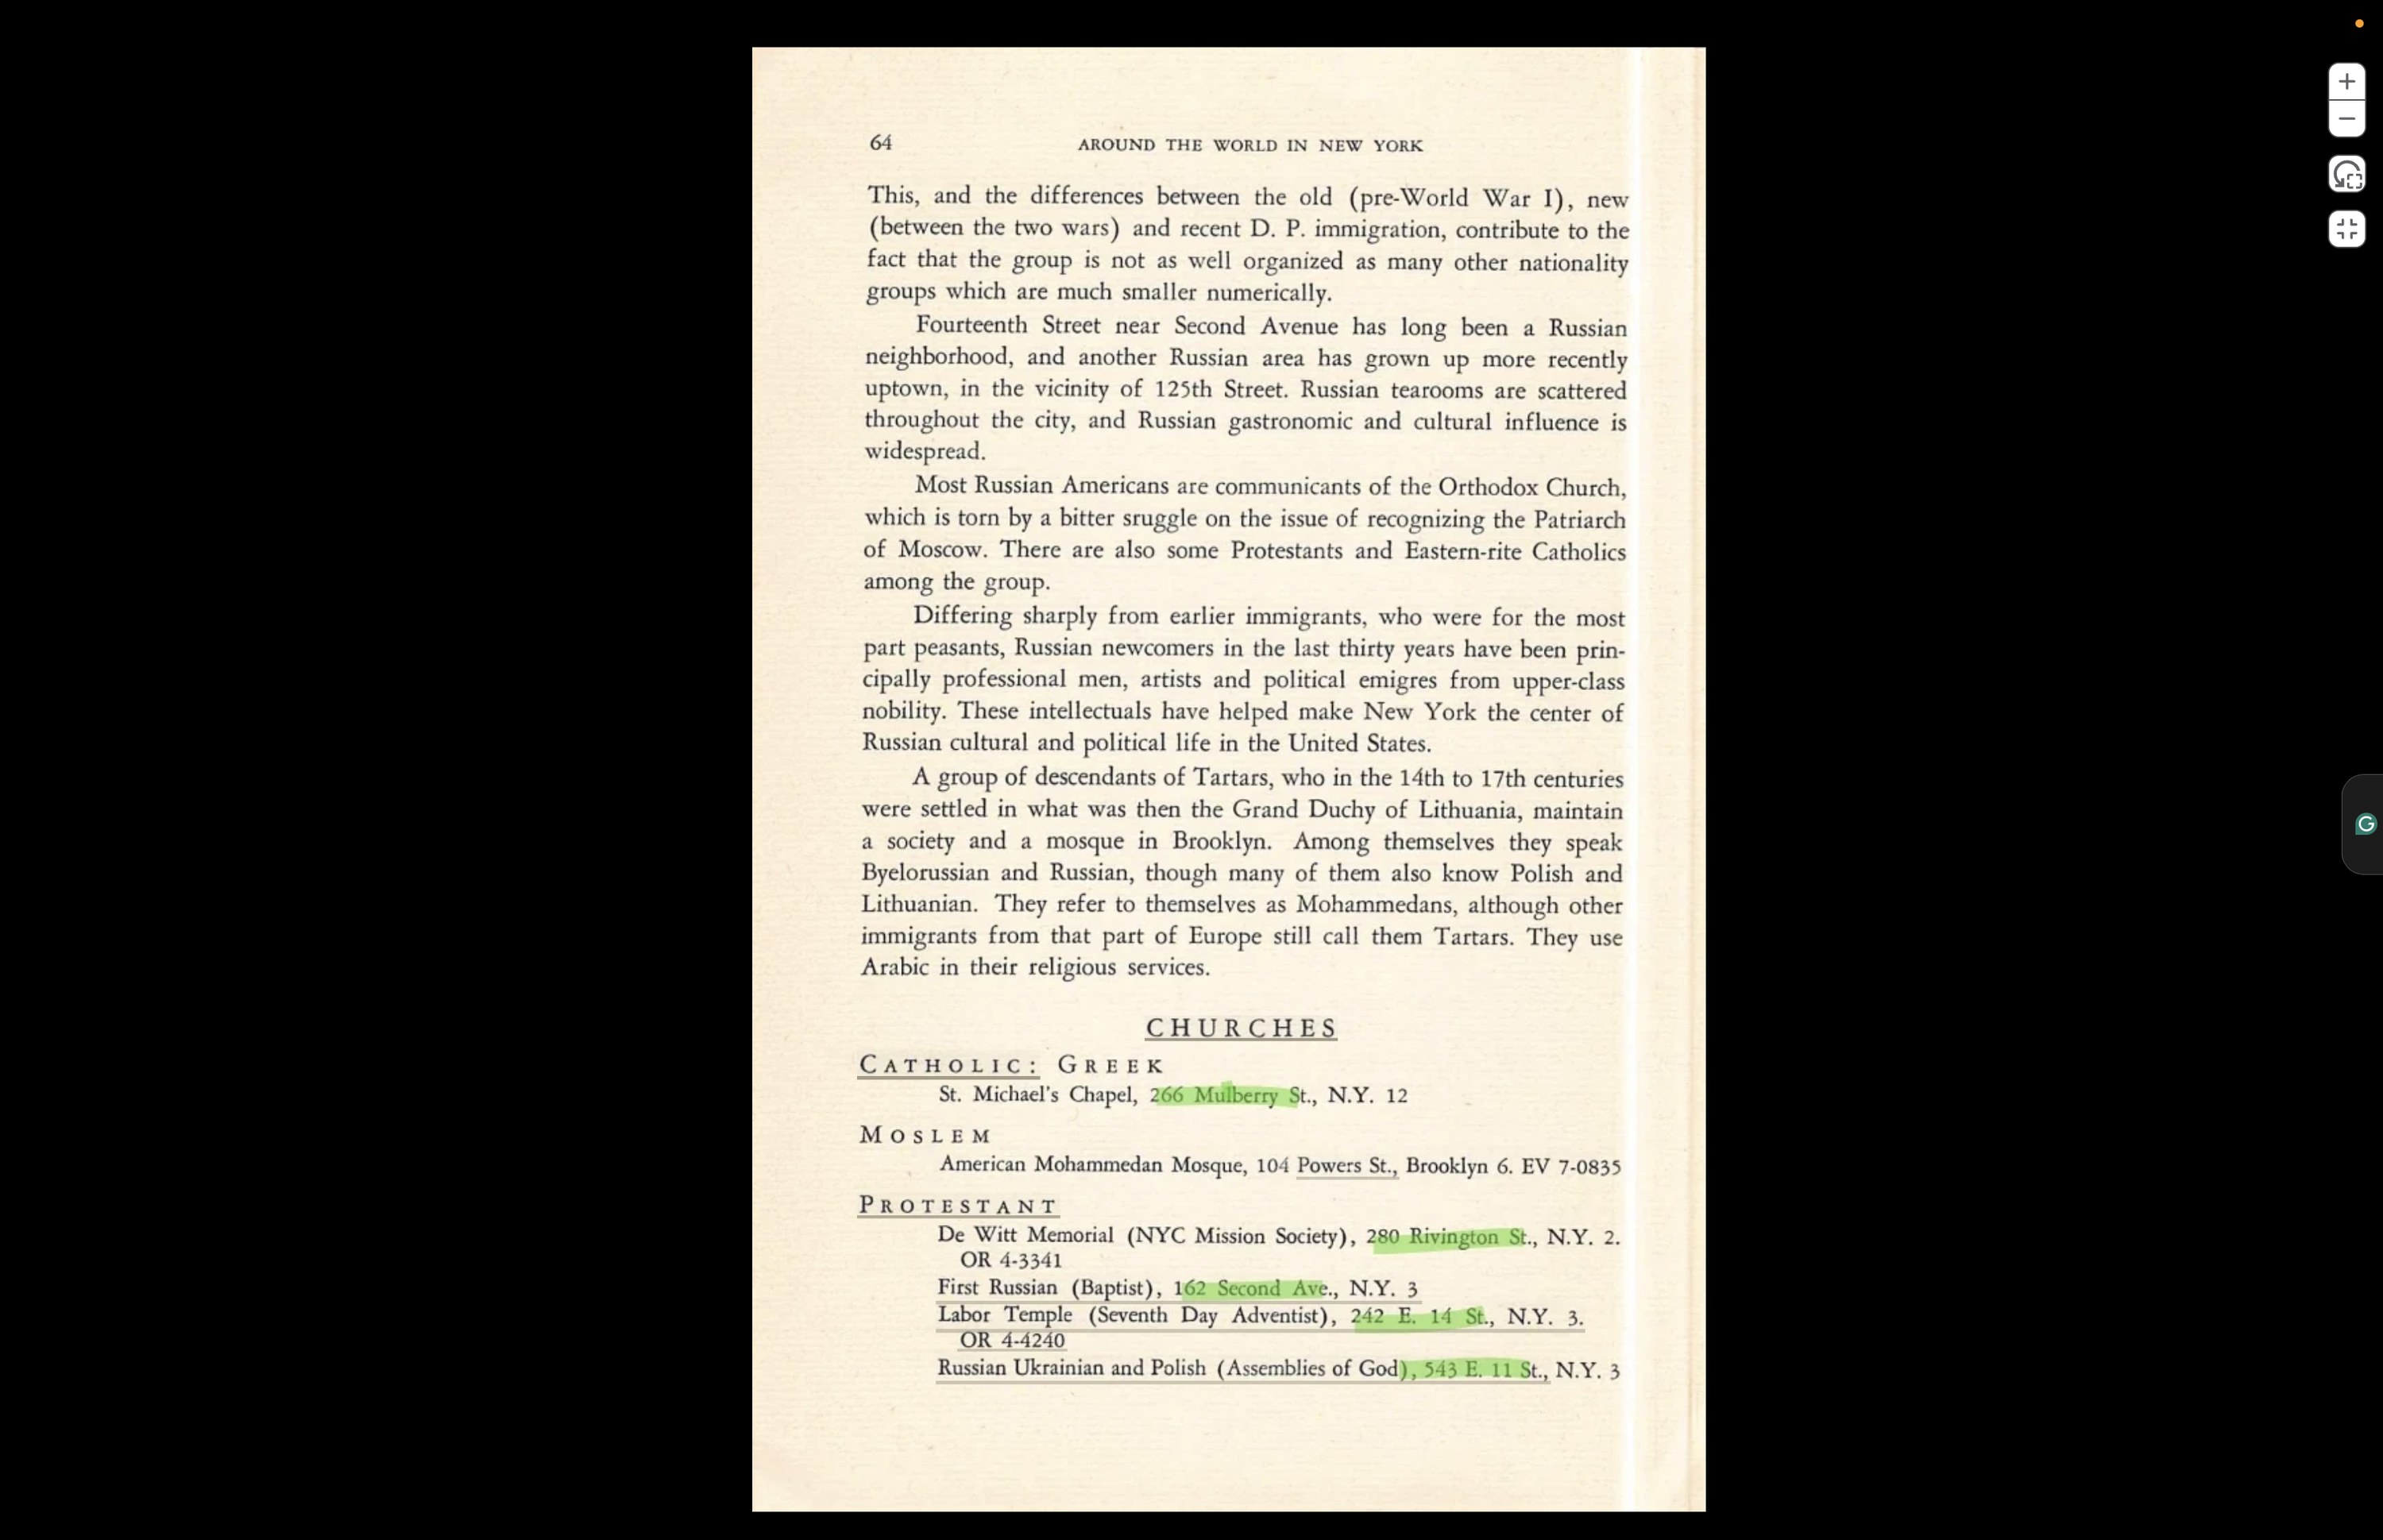 64 AROUND THE WORLD IN NEW YORK
This, and the differences between the old (pre-World War I), new
(between the two wars) and recent D. P. immigration, contribute to the
fact that the group is not as well organized as many other nationality
groups which are much smaller numerically.
Fourteenth Street near Second Avenue has long been a Russian
neighborhood, and another Russian area has grown up more recently
uptown, in the vicinity of 125th Street. Russian tearooms are scattered
throughout the city, and Russian gastronomic and cultural influence is
widespread.
Most Russian Americans are communicants of the Orthodox Church,
which is torn by a bitter sruggle on the issue of recognizing the Patriarch
of Moscow. There are also some Protestants and Eastern-rite Catholics
among the group.
Differing sharply from earlier immigrants, who were for the most
part peasants, Russian newcomers in the last thirty years have been prin-
cipally professional men, artists and political emigres from upper-class
nobility. These intellectuals have helped make New York the center of
Russian cultural and political life in the United States.
A group of descendants of Tartars, who in the 14th to 17th centuries
were settled in what was then the Grand Duchy of Lithuania, maintain
a society and a mosque in Brooklyn. Among themselves they speak
Byelorussian and Russian, though many of them also know Polish and
Lithuanian. They refer to themselves as Mohammedans, although other
immigrants from that part of Europe still call them Tartars. They use
Arabic in their religious services.
CHURCHES
CATHOLIC: GREEK
St. Michael's Chapel, 266 Mulberry St., N.Y. 12
MOSLEM
American Mohammedan Mosque, 104 Powers St., Brooklyn 6. EV 7-0835
PROTESTANT
De Witt Memorial (NYC Mission Society), 280 Rivington St., N.Y. 2.
OR 4-3341
First Russian (Baptist), 162 Second Ave., N.Y. 3
Labor Temple (Seventh Day Adventist), 242 E. 14 St., N.Y. 3.
OR 4-4240
Russian Ukrainian and Polish (Assemblies of God), 543 E. 11 St., N.Y. 3